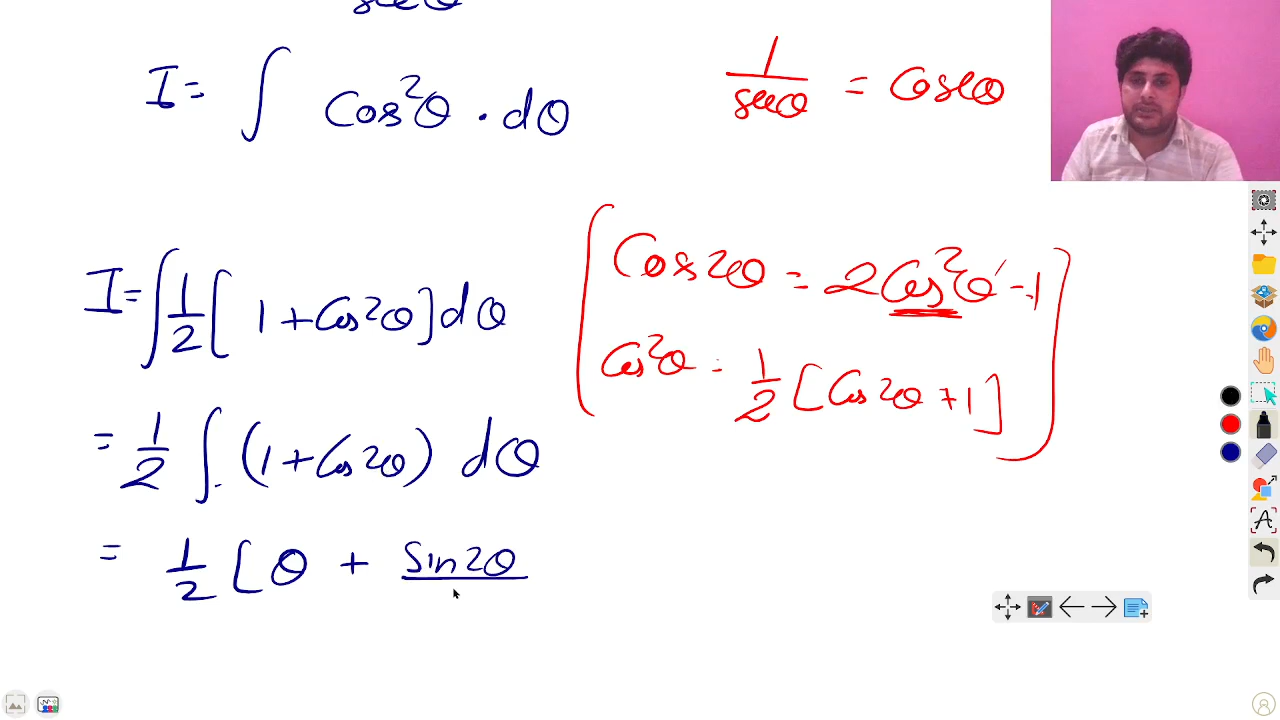 secθ
I = ∫ Cos²θ · dθ
1/secθ = cosθ
I = ∫ 1/2 [ 1 + Cos2θ ] dθ
= 1/2 ∫ (1 + Cos2θ) dθ
= 1/2 [ θ + Sin2θ
Cos2θ = 2Cos²θ - 1
Cos²θ = 1/2 [Cos2θ + 1]